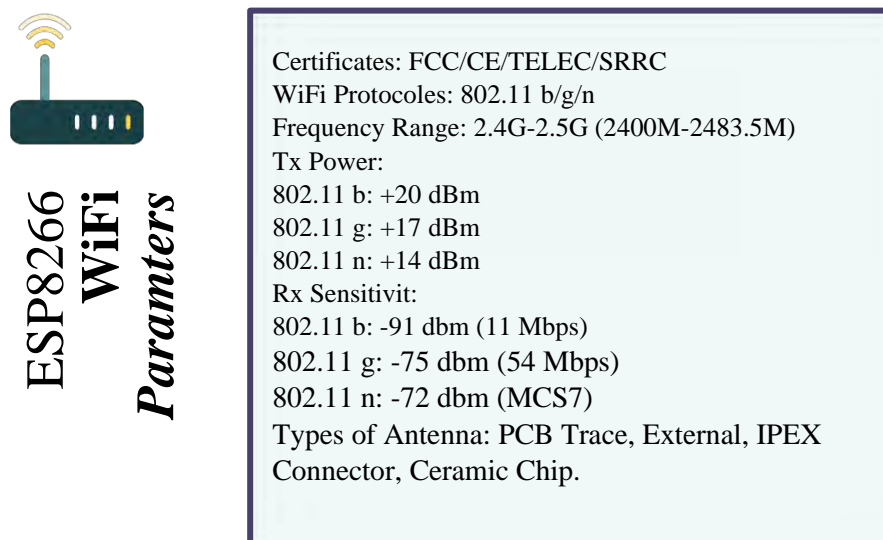 ESP8266
WiFi
Paramters
Certificates: FCC/CE/TELEC/SRRC
WiFi Protocoles: 802.11 b/g/n
Frequency Range: 2.4G-2.5G (2400M-2483.5M)
Tx Power:
802.11 b: +20 dBm
802.11 g: +17 dBm
802.11 n: +14 dBm
Rx Sensitivit:
802.11 b: -91 dbm (11 Mbps)
802.11 g: -75 dbm (54 Mbps)
802.11 n: -72 dbm (MCS7)
Types of Antenna: PCB Trace, External, IPEX
Connector, Ceramic Chip.